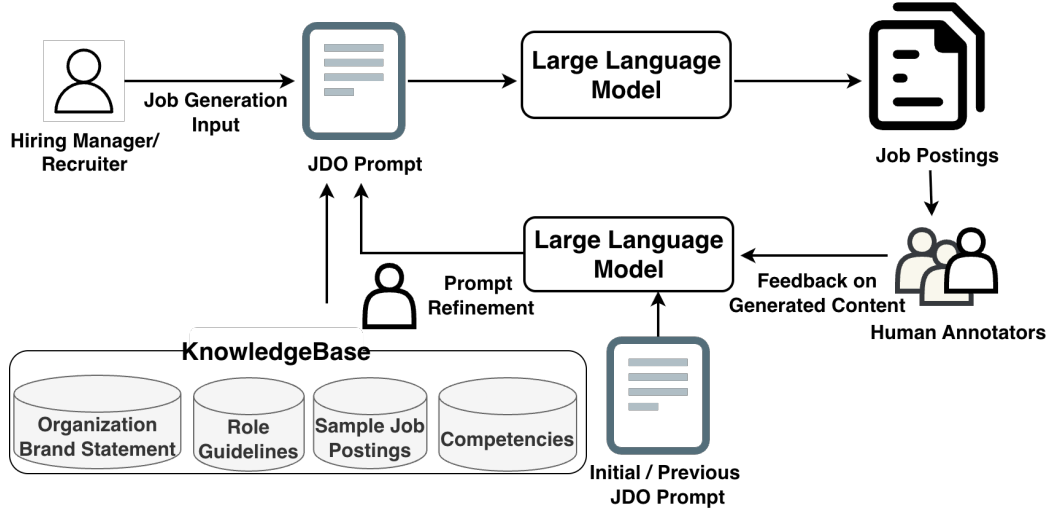 Hiring Manager/
Recruiter
Job Generation
Input
JDO Prompt
Large Language
Model
Job Postings
Large Language
Model
Prompt
Refinement
Feedback on
Generated Content
Human Annotators
KnowledgeBase
Organization
Brand Statement
Role
Guidelines
Sample Job
Postings
Competencies
Initial / Previous
JDO Prompt